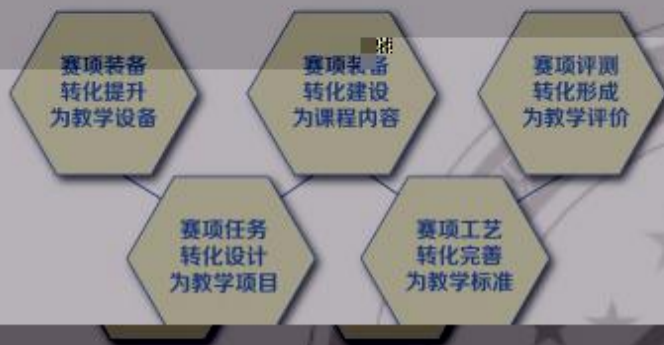 赛项装备
转化提升
为教学设备
赛项装备
转化建设
为课程内容
赛项评测
转化形成
为教学评价
赛项任务
转化设计
为教学项目
赛项工艺
转化完善
为教学标准